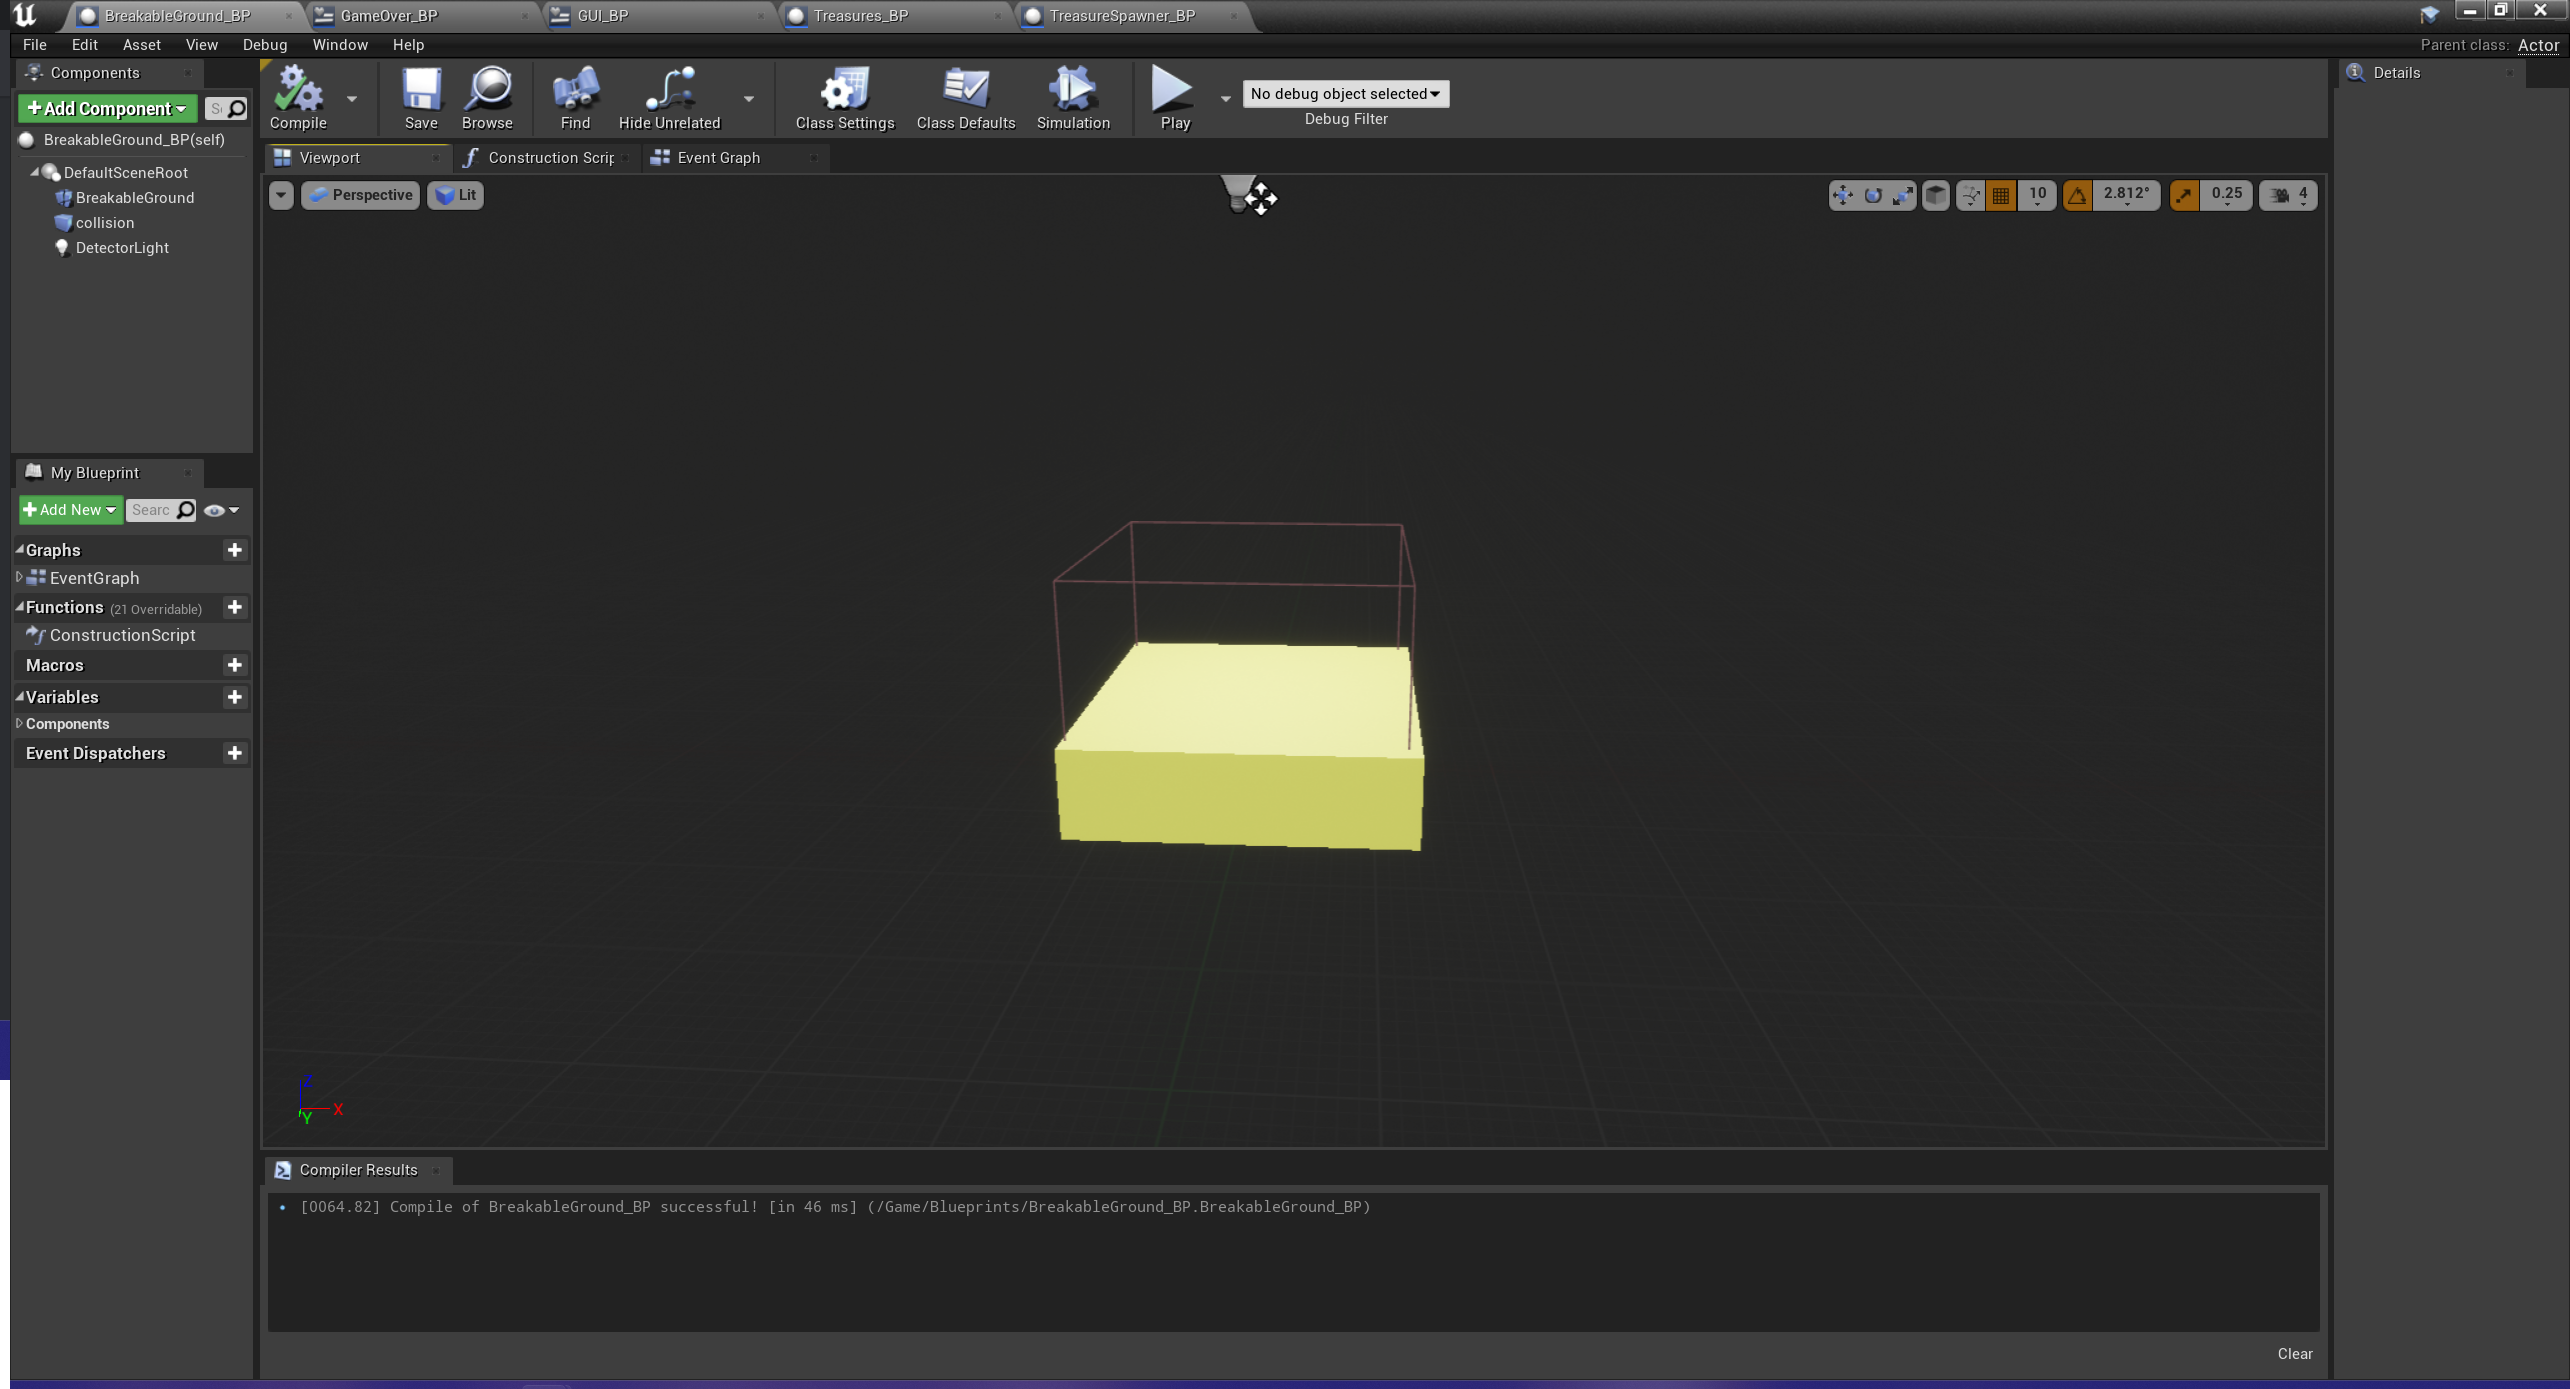 BreakableGround_BP
GameOver_BP
GUI_BP
Treasures_BP
TreasureSpawner_BP
File Edit Asset View Debug Window Help
Parent class: Actor
Components
Details
+Add Component
BreakableGround_BP(self)
DefaultSceneRoot
BreakableGround
collision
DetectorLight
Compile
Save
Browse
Find
Hide Unrelated
Class Settings
Class Defaults
Simulation
Play
No debug object selected
Debug Filter
Viewport
Construction Scrip
Event Graph
Perspective
Lit
10
2.812°
0.25
4
My Blueprint
+Add New
Searc
Graphs
EventGraph
Functions (21 Overridable)
ConstructionScript
Macros
Variables
Components
Event Dispatchers
Z
X
Y
Compiler Results
[0064.82] Compile of BreakableGround_BP successful! [in 46 ms] (/Game/Blueprints/BreakableGround_BP.BreakableGround_BP)
Clear